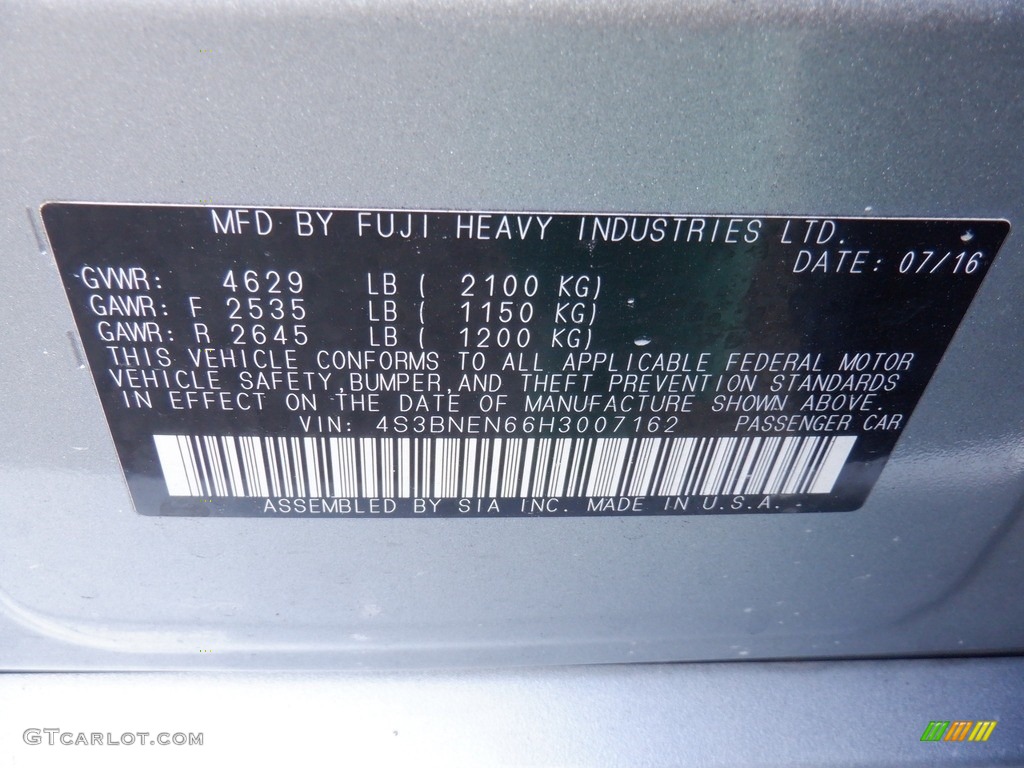 MFD BY FUJI HEAVY INDUSTRIES LTD.
DATE: 07/16
GVWR: 4629 LB ( 2100 KG)
GAWR: F 2535 LB ( 1150 KG)
GAWR: R 2645 LB ( 1200 KG)
THIS VEHICLE CONFORMS TO ALL APPLICABLE FEDERAL MOTOR
VEHICLE SAFETY,BUMPER,AND THEFT PREVENTION STANDARDS
IN EFFECT ON THE DATE OF MANUFACTURE SHOWN ABOVE.
VIN: 4S3BNEN66H3007162 PASSENGER CAR
ASSEMBLED BY SIA INC. MADE IN U.S.A.
GTCARLOT.COM